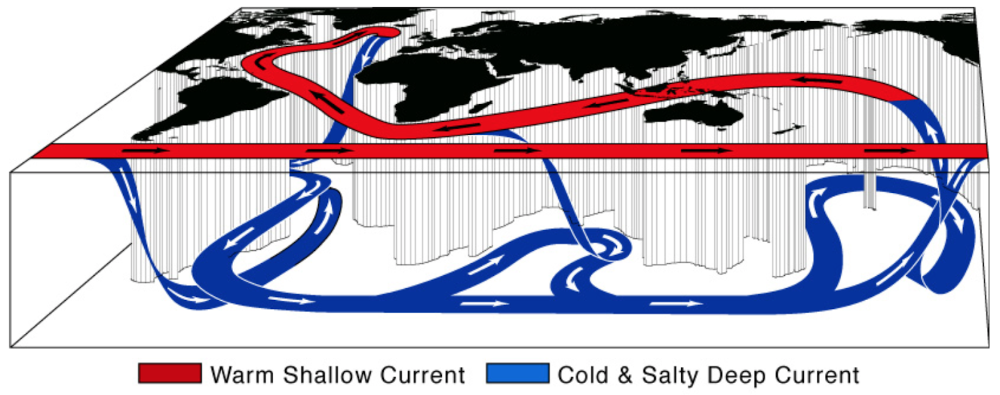 Warm Shallow Current
Cold & Salty Deep Current